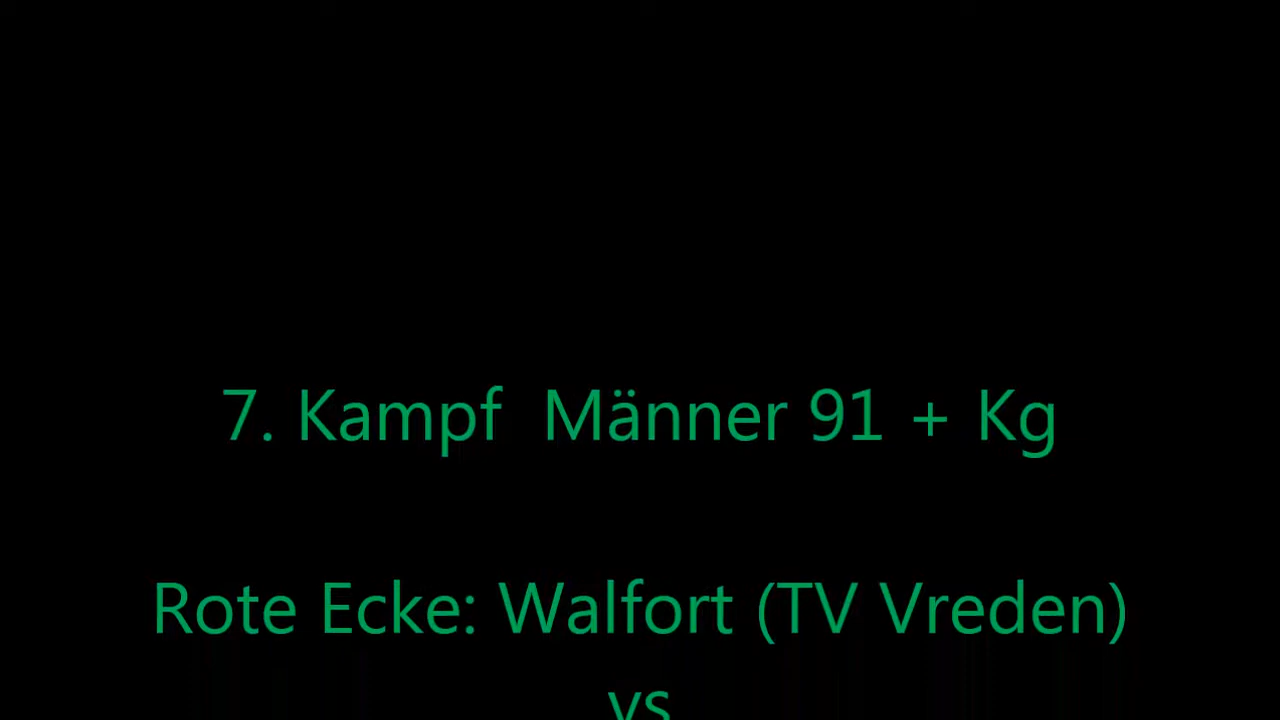 7. Kampf  Männer 91 + Kg
Rote Ecke: Walfort (TV Vreden)
vs